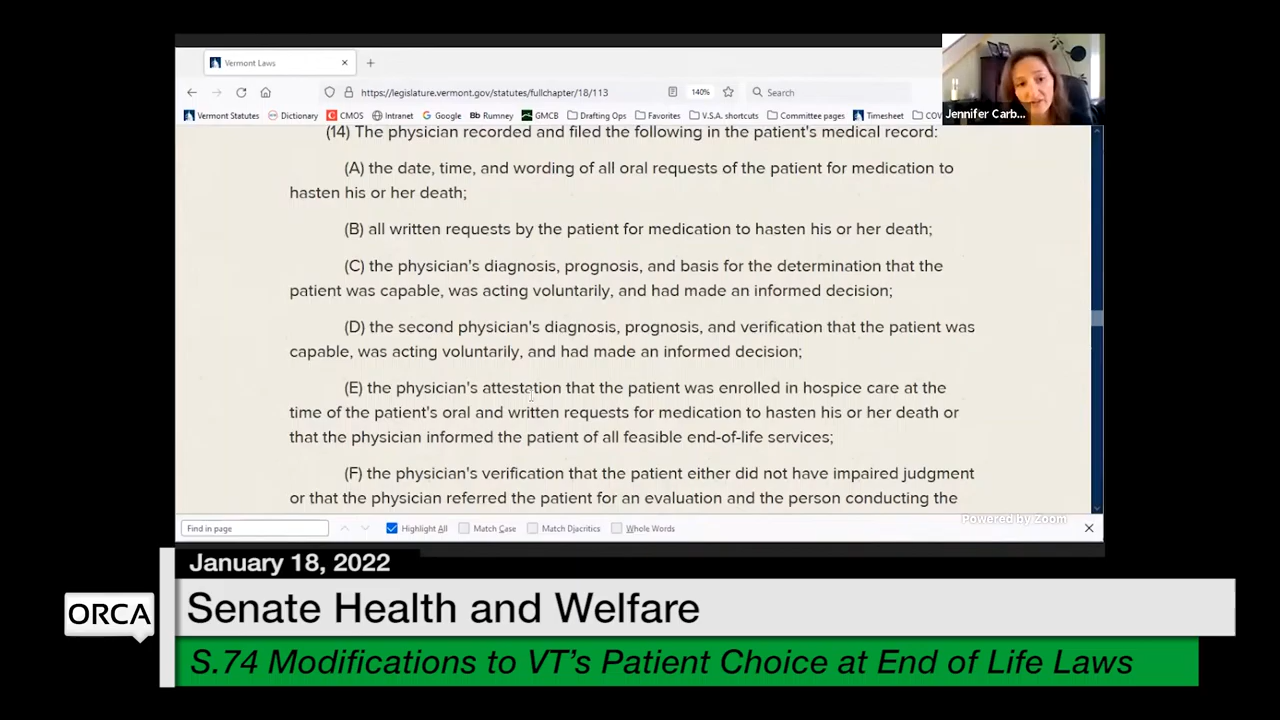 Vermont Laws
https://legislature.vermont.gov/statutes/fullchapter/18/113
140%
Search
Vermont Statutes Dictionary CMOS Intranet Google Bb Rumney GMCB Drafting Ops Favorites V.S.A. shortcuts Committee pages Timesheet COV
Jennifer Carb...
(14) The physician recorded and filed the following in the patient's medical record:
(A) the date, time, and wording of all oral requests of the patient for medication to
hasten his or her death;
(B) all written requests by the patient for medication to hasten his or her death;
(C) the physician's diagnosis, prognosis, and basis for the determination that the
patient was capable, was acting voluntarily, and had made an informed decision;
(D) the second physician's diagnosis, prognosis, and verification that the patient was
capable, was acting voluntarily, and had made an informed decision;
(E) the physician's attestation that the patient was enrolled in hospice care at the
time of the patient's oral and written requests for medication to hasten his or her death or
that the physician informed the patient of all feasible end-of-life services;
(F) the physician's verification that the patient either did not have impaired judgment
or that the physician referred the patient for an evaluation and the person conducting the
Powered by Zoom
Find in page Highlight All Match Case Match Diacritics Whole Words
January 18, 2022
ORCA
Senate Health and Welfare
S.74 Modifications to VT's Patient Choice at End of Life Laws